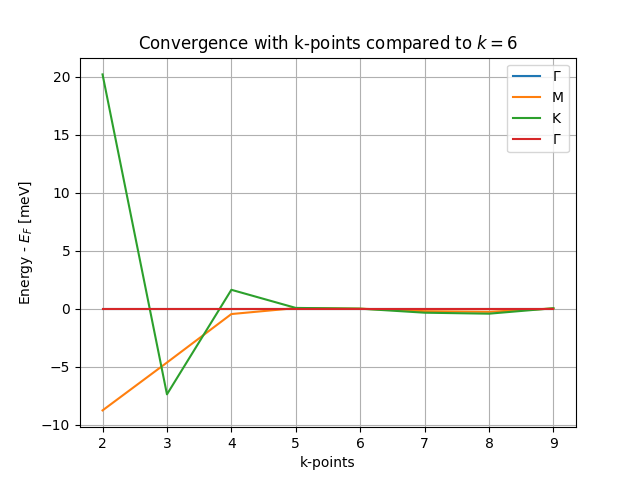 Convergence with k-points compared to k = 6
Energy - E_F [meV]
20
15
10
5
0
−5
−10
2 3 4 5 6 7 8 9
k-points
Γ
M
K
Γ